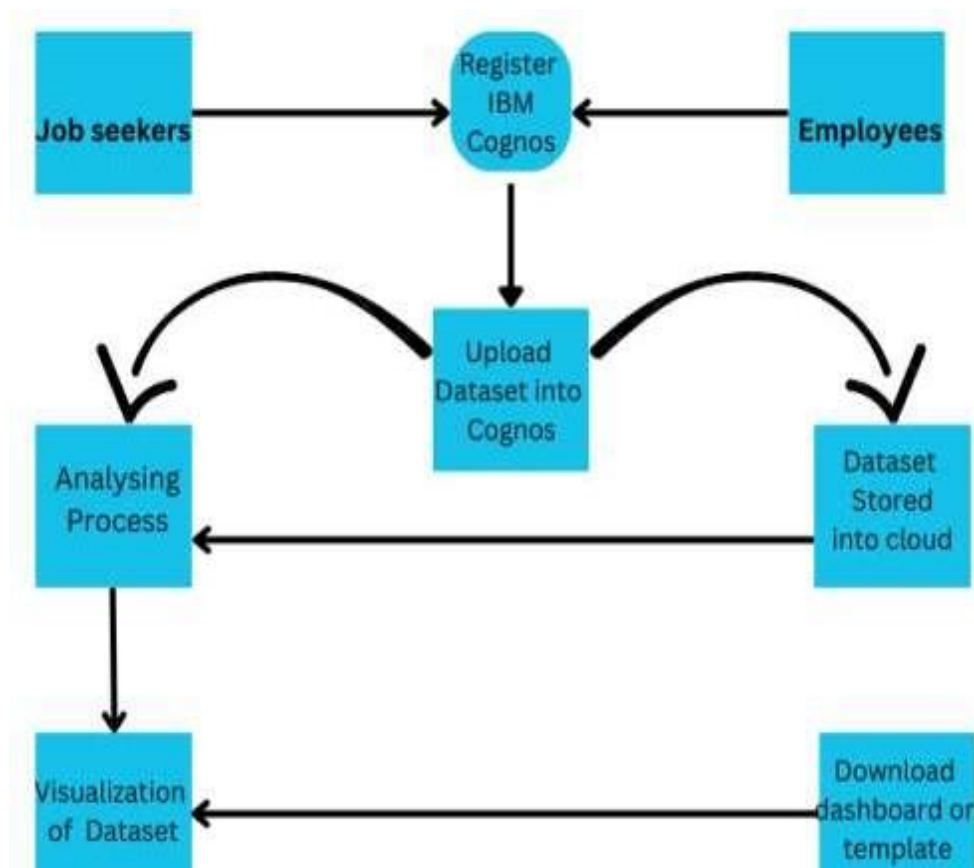 Job seekers
Register
IBM
Cognos
Employees
Upload
Dataset into
Cognos
Analysing
Process
Dataset
Stored
into cloud
Visualization
of Dataset
Download
dashboard or
template